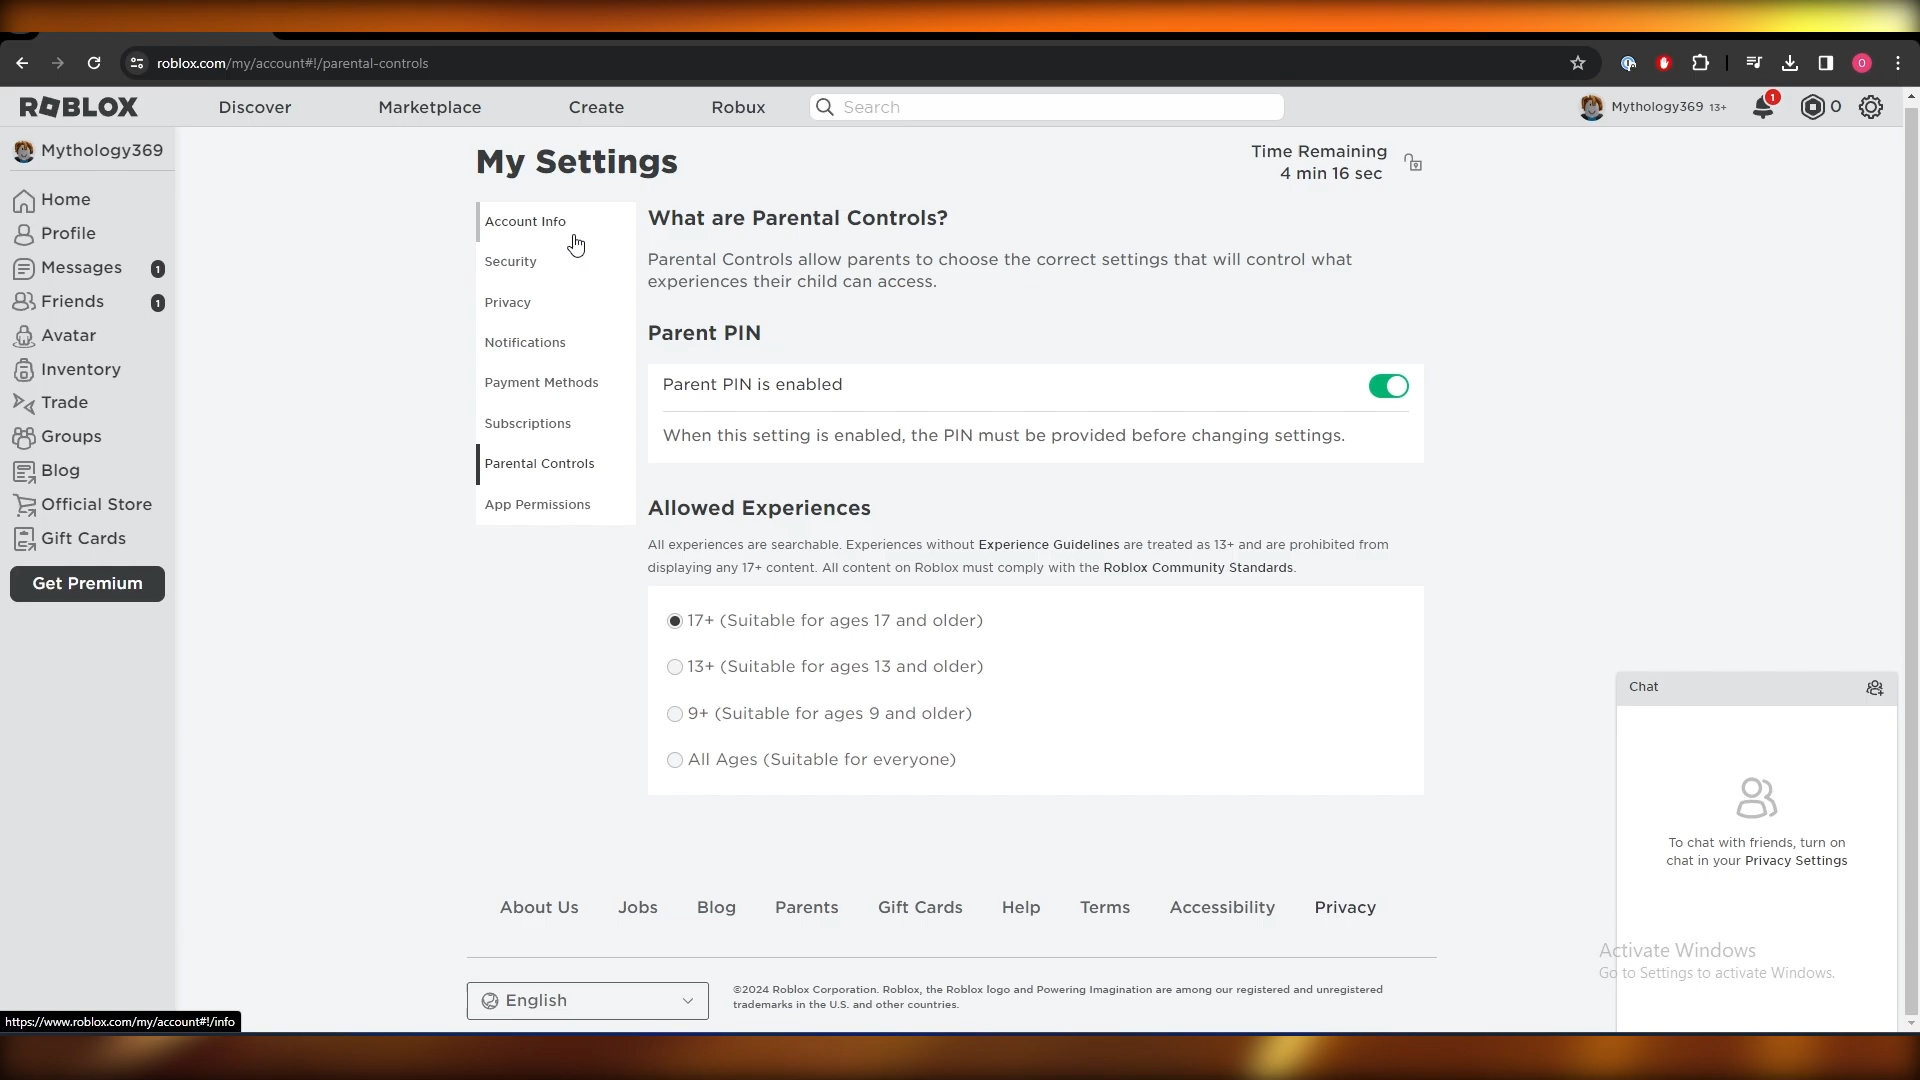 roblox.com/my/account#!/parental-controls
O
ROBLOX
Discover
Marketplace
Create
Robux
Search
Mythology369 13+
1
0
Mythology369
Home
Profile
Messages 1
Friends 1
Avatar
Inventory
Trade
Groups
Blog
Official Store
Gift Cards
Get Premium
My Settings
Time Remaining
4 min 16 sec
Account Info
Security
Privacy
Notifications
Payment Methods
Subscriptions
Parental Controls
App Permissions
What are Parental Controls?
Parental Controls allow parents to choose the correct settings that will control what
experiences their child can access.
Parent PIN
Parent PIN is enabled
When this setting is enabled, the PIN must be provided before changing settings.
Allowed Experiences
All experiences are searchable. Experiences without Experience Guidelines are treated as 13+ and are prohibited from
displaying any 17+ content. All content on Roblox must comply with the Roblox Community Standards.
17+ (Suitable for ages 17 and older)
13+ (Suitable for ages 13 and older)
9+ (Suitable for ages 9 and older)
All Ages (Suitable for everyone)
Chat
To chat with friends, turn on
chat in your Privacy Settings
About Us
Jobs
Blog
Parents
Gift Cards
Help
Terms
Accessibility
Privacy
Activate Windows
Go to Settings to activate Windows.
English
©2024 Roblox Corporation. Roblox, the Roblox logo and Powering Imagination are among our registered and unregistered
trademarks in the U.S. and other countries.
https://www.roblox.com/my/account#!/info